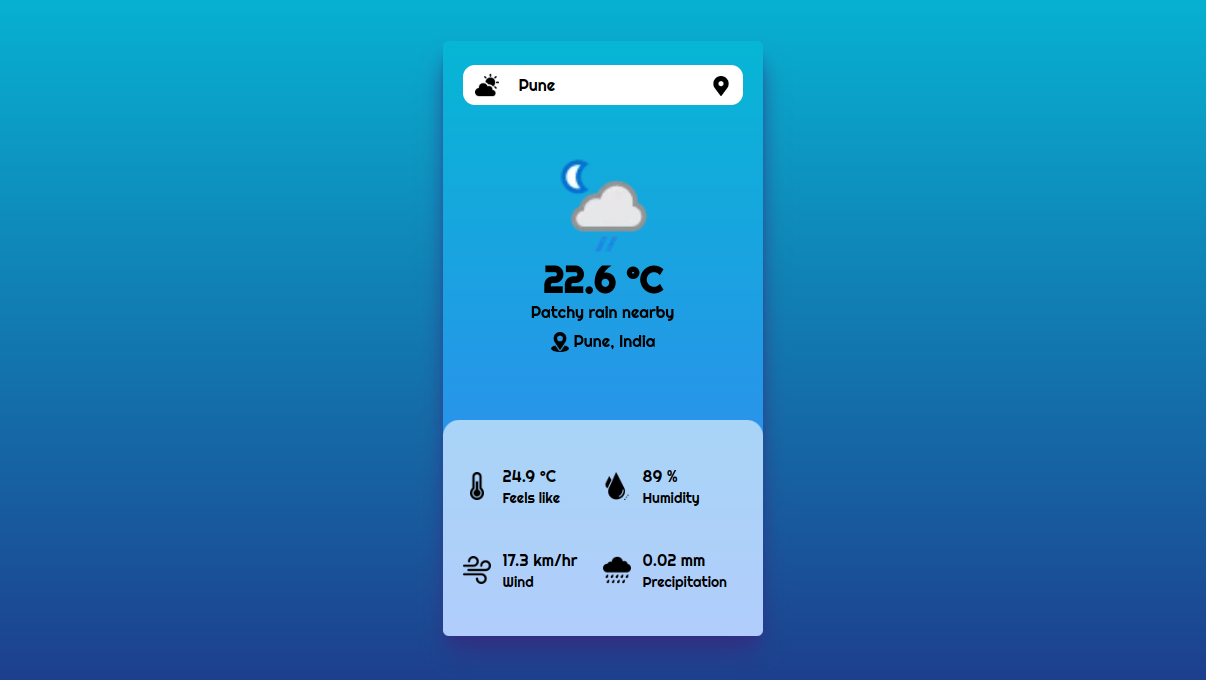 Pune
22.6 °C
Patchy rain nearby
Pune, India
24.9 °C
Feels like
89 %
Humidity
17.3 km/hr
Wind
0.02 mm
Precipitation